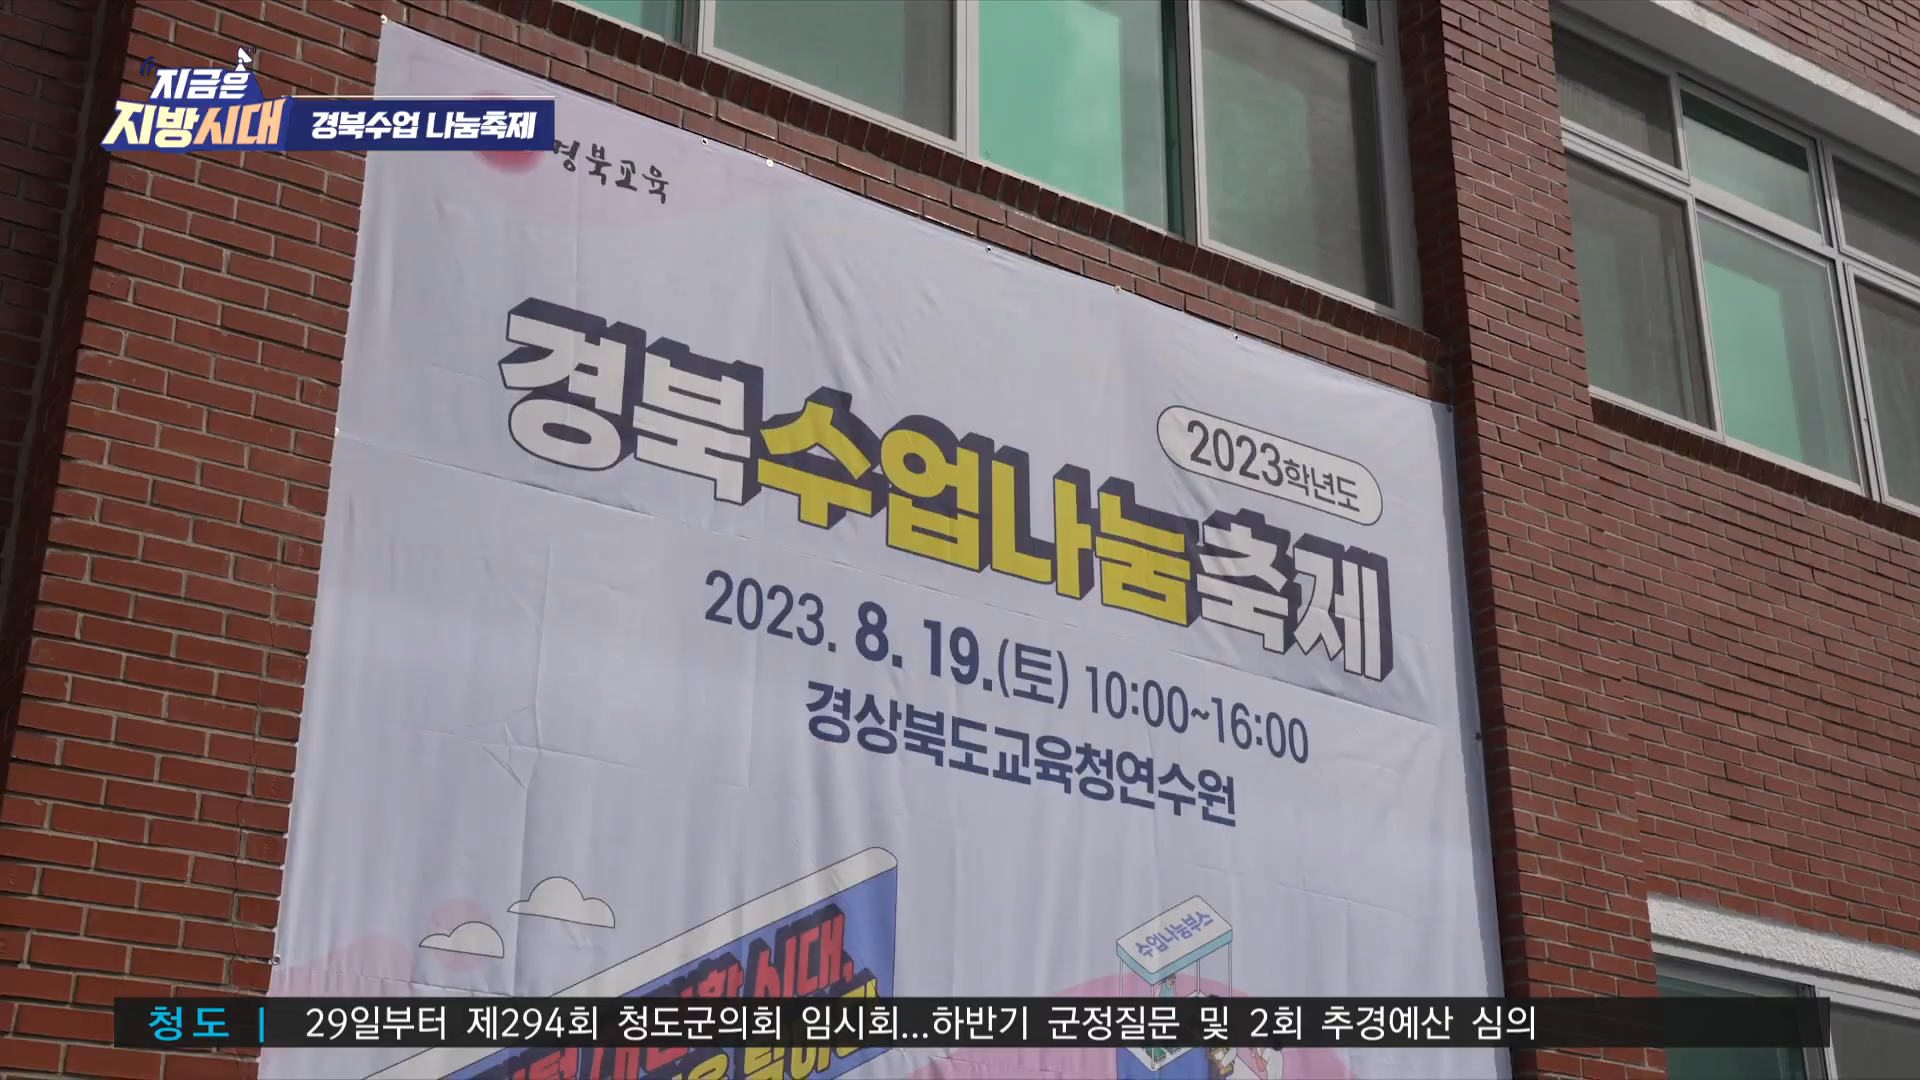 지금은
지방시대
경북수업 나눔축제
경북교육
2023학년도
경북수업나눔축제
2023. 8. 19.(토) 10:00~16:00
경상북도교육청연수원
수업나눔부스
시대,
청도 | 29일부터 제294회 청도군의회 임시회...하반기 군정질문 및 2회 추경예산 심의